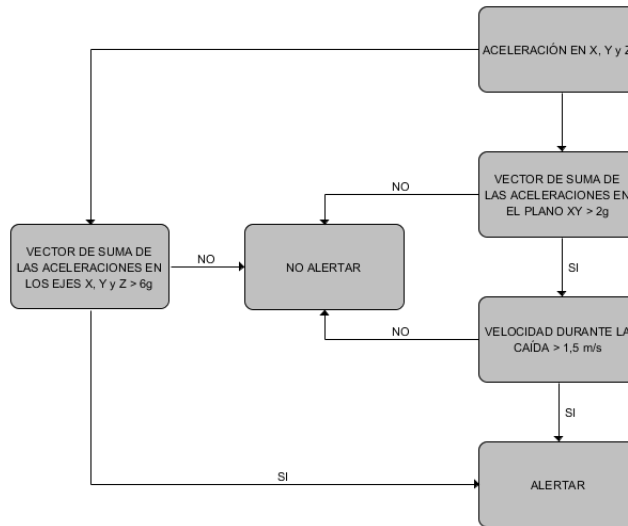 ACELERACIÓN EN X, Y y Z
VECTOR DE SUMA DE
LAS ACELERACIONES EN
EL PLANO XY > 2g
NO
VECTOR DE SUMA DE
LAS ACELERACIONES EN
LOS EJES X, Y y Z > 6g
NO
NO ALERTAR
SI
NO
VELOCIDAD DURANTE LA
CAÍDA > 1,5 m/s
SI
SI
ALERTAR